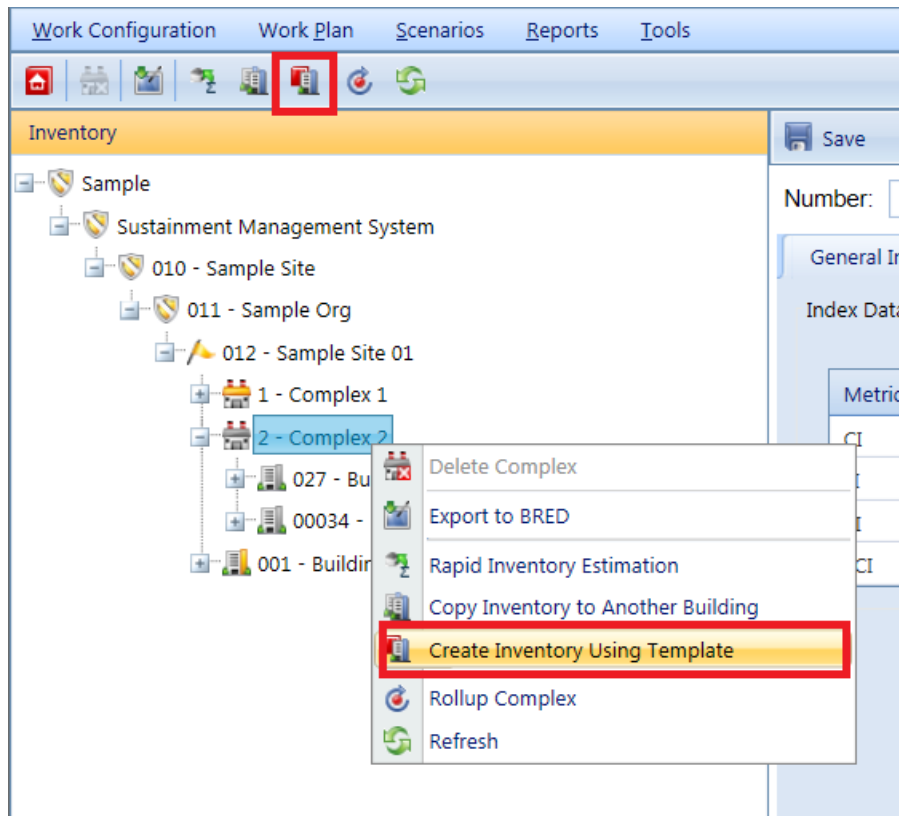 Work Configuration Work Plan Scenarios Reports Tools
Inventory
Save
Sample
Number:
Sustainment Management System
010 - Sample Site
General I
011 - Sample Org
Index Data
012 - Sample Site 01
1 - Complex 1
Metric
2 - Complex 2
CI
Delete Complex
027 - Bu
Export to BRED
00034 -
001 - Buildin
Rapid Inventory Estimation
CI
Copy Inventory to Another Building
Create Inventory Using Template
Rollup Complex
Refresh